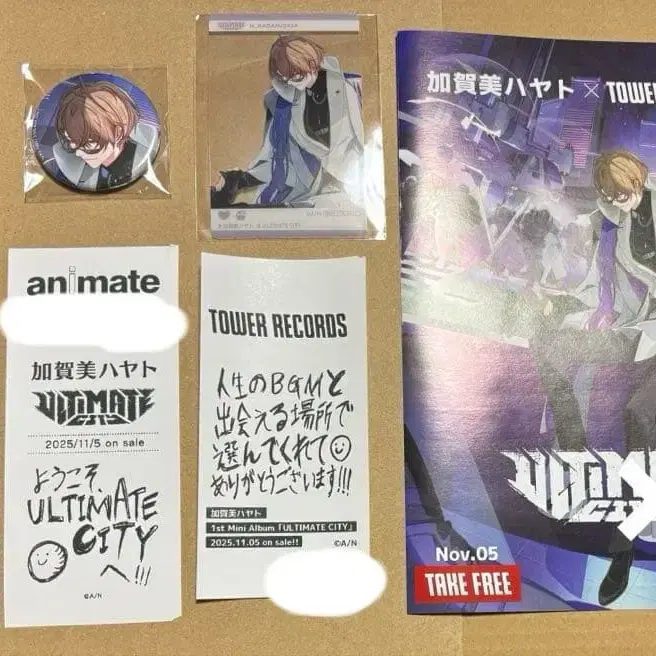 ULTIMATE
加賀美ハヤト × TOWER
animate
加賀美ハヤト
ULTIMATE
CITY
2025/11/5 on sale
ようこそ、
ULTIMATE
CITY
へ!!!
©A/N
TOWER RECORDS
人生のBGMと
出会える場所で
選んでくれて
ありがとうございます!!!
加賀美ハヤト
1st Mini Album「ULTIMATE CITY」
2025.11.05 on sale!!
©A/N
Nov.05
TAKE FREE